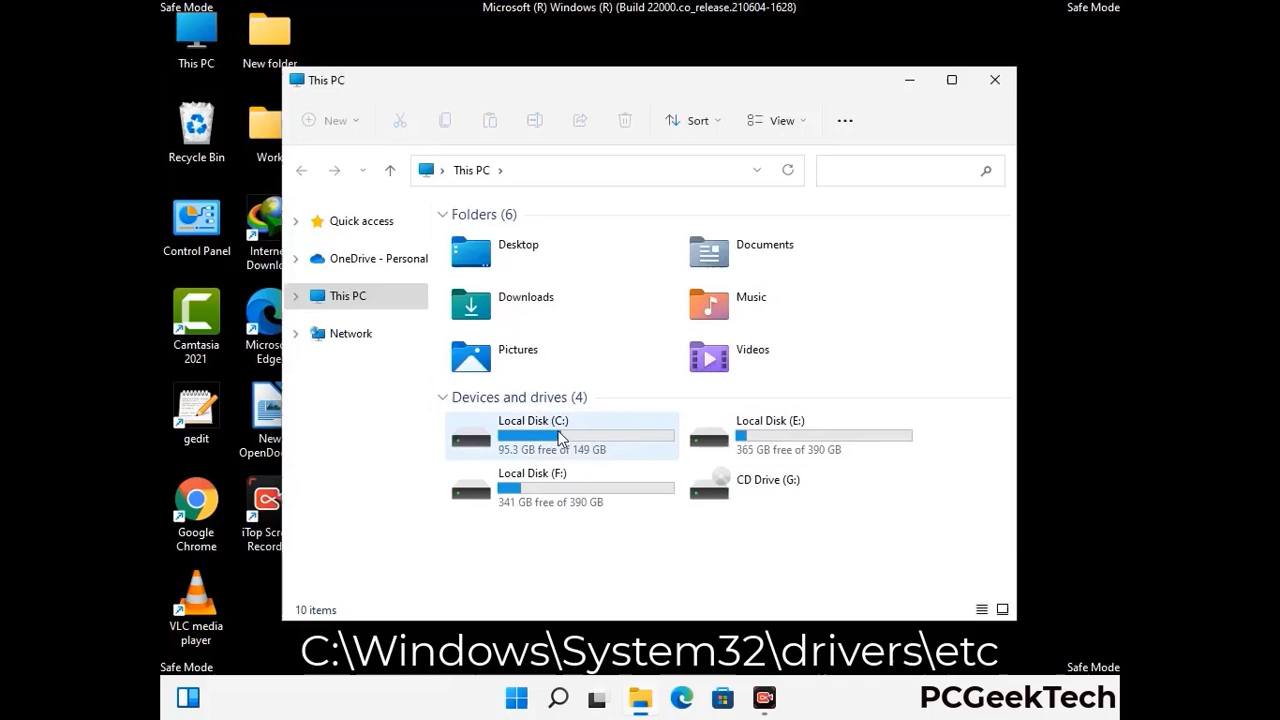 Safe Mode
Microsoft (R) Windows (R) (Build 22000.co_release.210604-1628)
Safe Mode
This PC
New folder
Recycle Bin
Work
Control Panel
Interne
Downlo
Camtasia
2021
Microso
Edge
gedit
New
OpenDo
Google
Chrome
iTop Scr
Record
VLC media
player
This PC
New
Sort
View
This PC
Quick access
OneDrive - Personal
This PC
Network
Folders (6)
Desktop
Documents
Downloads
Music
Pictures
Videos
Devices and drives (4)
Local Disk (C:)
95.3 GB free of 149 GB
Local Disk (E:)
365 GB free of 390 GB
Local Disk (F:)
341 GB free of 390 GB
CD Drive (G:)
10 items
C:\Windows\System32\drivers\etc
Safe Mode
Safe Mode
PCGeekTech